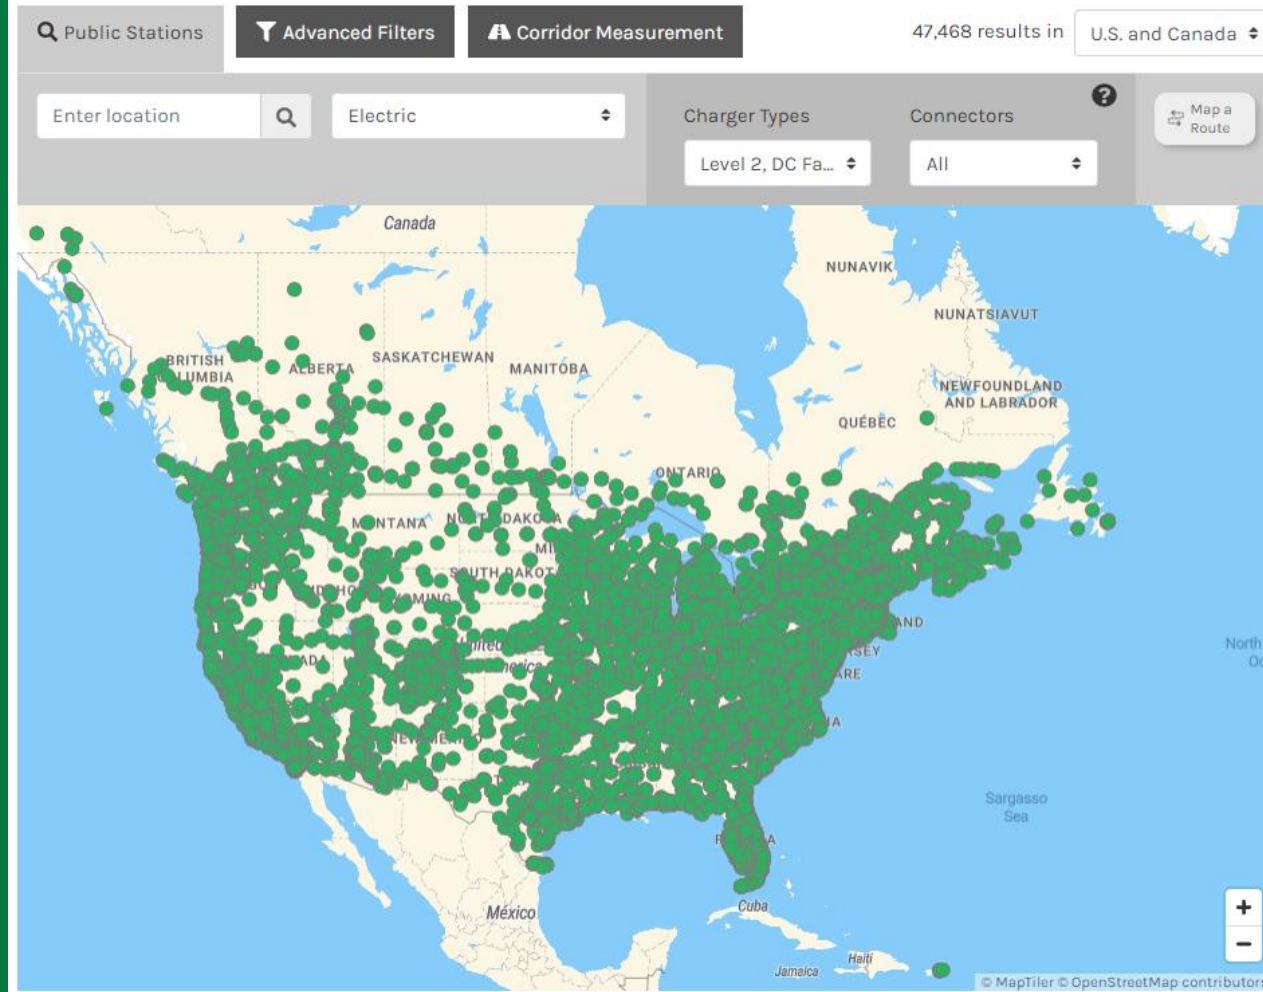 Public Stations
Advanced Filters
Corridor Measurement
47,468 results in
U.S. and Canada
Enter location
Electric
Charger Types
Level 2, DC Fa...
Connectors
All
?
Map a
Route
Canada
NUNAVIK
NUNATSIAVUT
BRITISH
LUMBIA
ALBERTA
SASKATCHEWAN
MANITOBA
NEWFOUNDLAND
AND LABRADOR
QUÉBEC
ONTARIO
MONTANA
DAKOTA
SOUTH DAKOT
North
Sargasso
Sea
México
Cuba
Haiti
Jamaica
+
−
© MapTiler © OpenStreetMap contributors